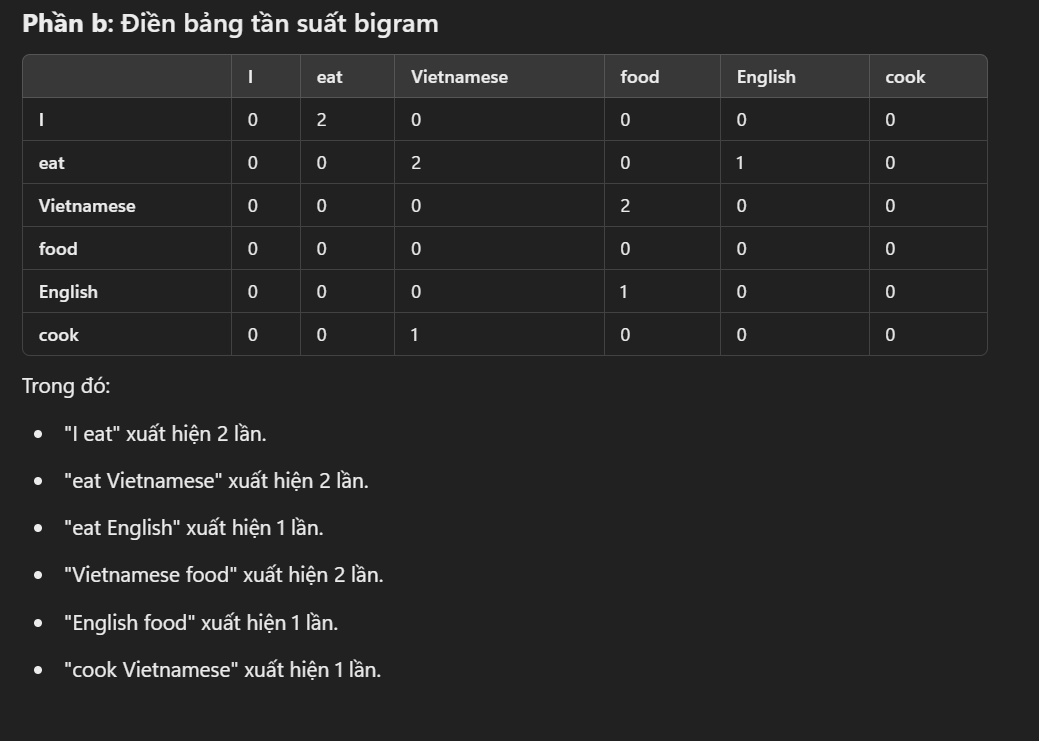 Phần b: Điền bảng tần suất bigram
I eat Vietnamese food English cook
I 0 2 0 0 0 0
eat 0 0 2 0 1 0
Vietnamese 0 0 0 2 0 0
food 0 0 0 0 0 0
English 0 0 0 1 0 0
cook 0 0 1 0 0 0
Trong đó:
• "I eat" xuất hiện 2 lần.
• "eat Vietnamese" xuất hiện 2 lần.
• "eat English" xuất hiện 1 lần.
• "Vietnamese food" xuất hiện 2 lần.
• "English food" xuất hiện 1 lần.
• "cook Vietnamese" xuất hiện 1 lần.